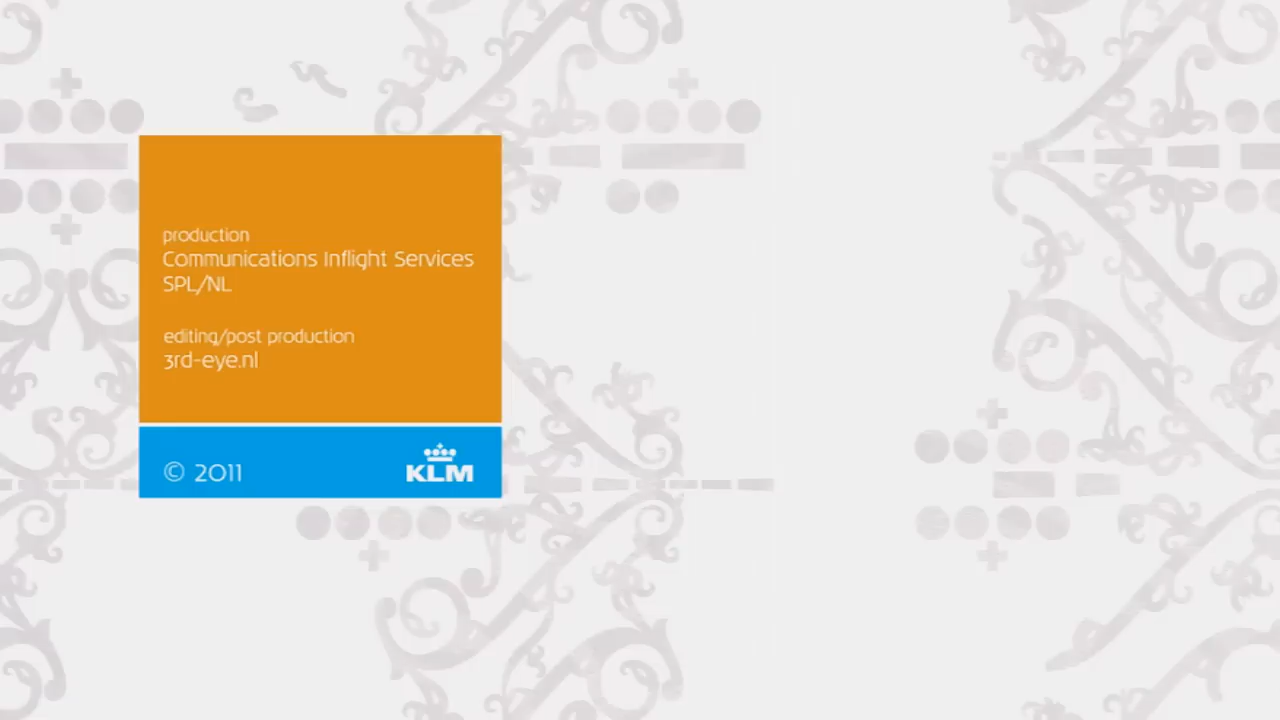 production
Communications Inflight Services
SPL/NL
editing/post production
3rd-eye.nl
© 2011
KLM